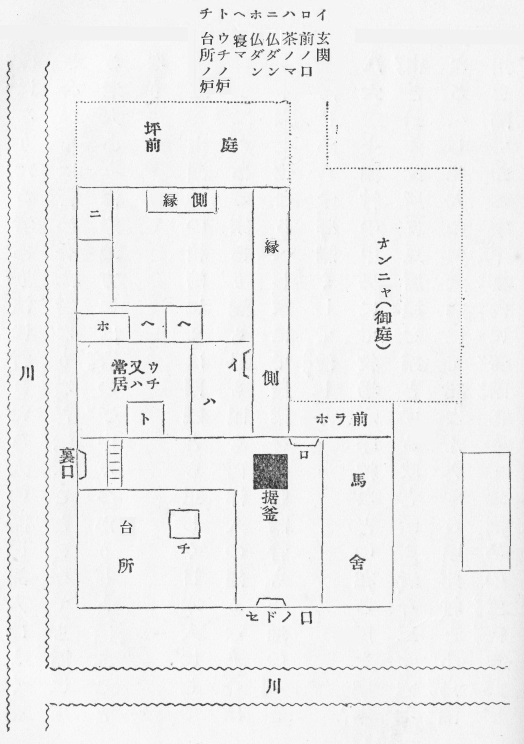 イ 玄関
ロ 前ノ口
ハ 茶ノマ
ニ 仏ダン
ホ 仏ダン
ヘ 寝マ
ト ウチノ炉
チ 台所ノ炉
庭
坪前
縁側
ニ
縁側
オンニャ（御庭）
ホ
ヘ
ヘ
イ
ハ
ウチ
又ハ
常居
ト
ホラ前
ロ
川
裏口
据釜
馬舎
台所
チ
セドノ口
川